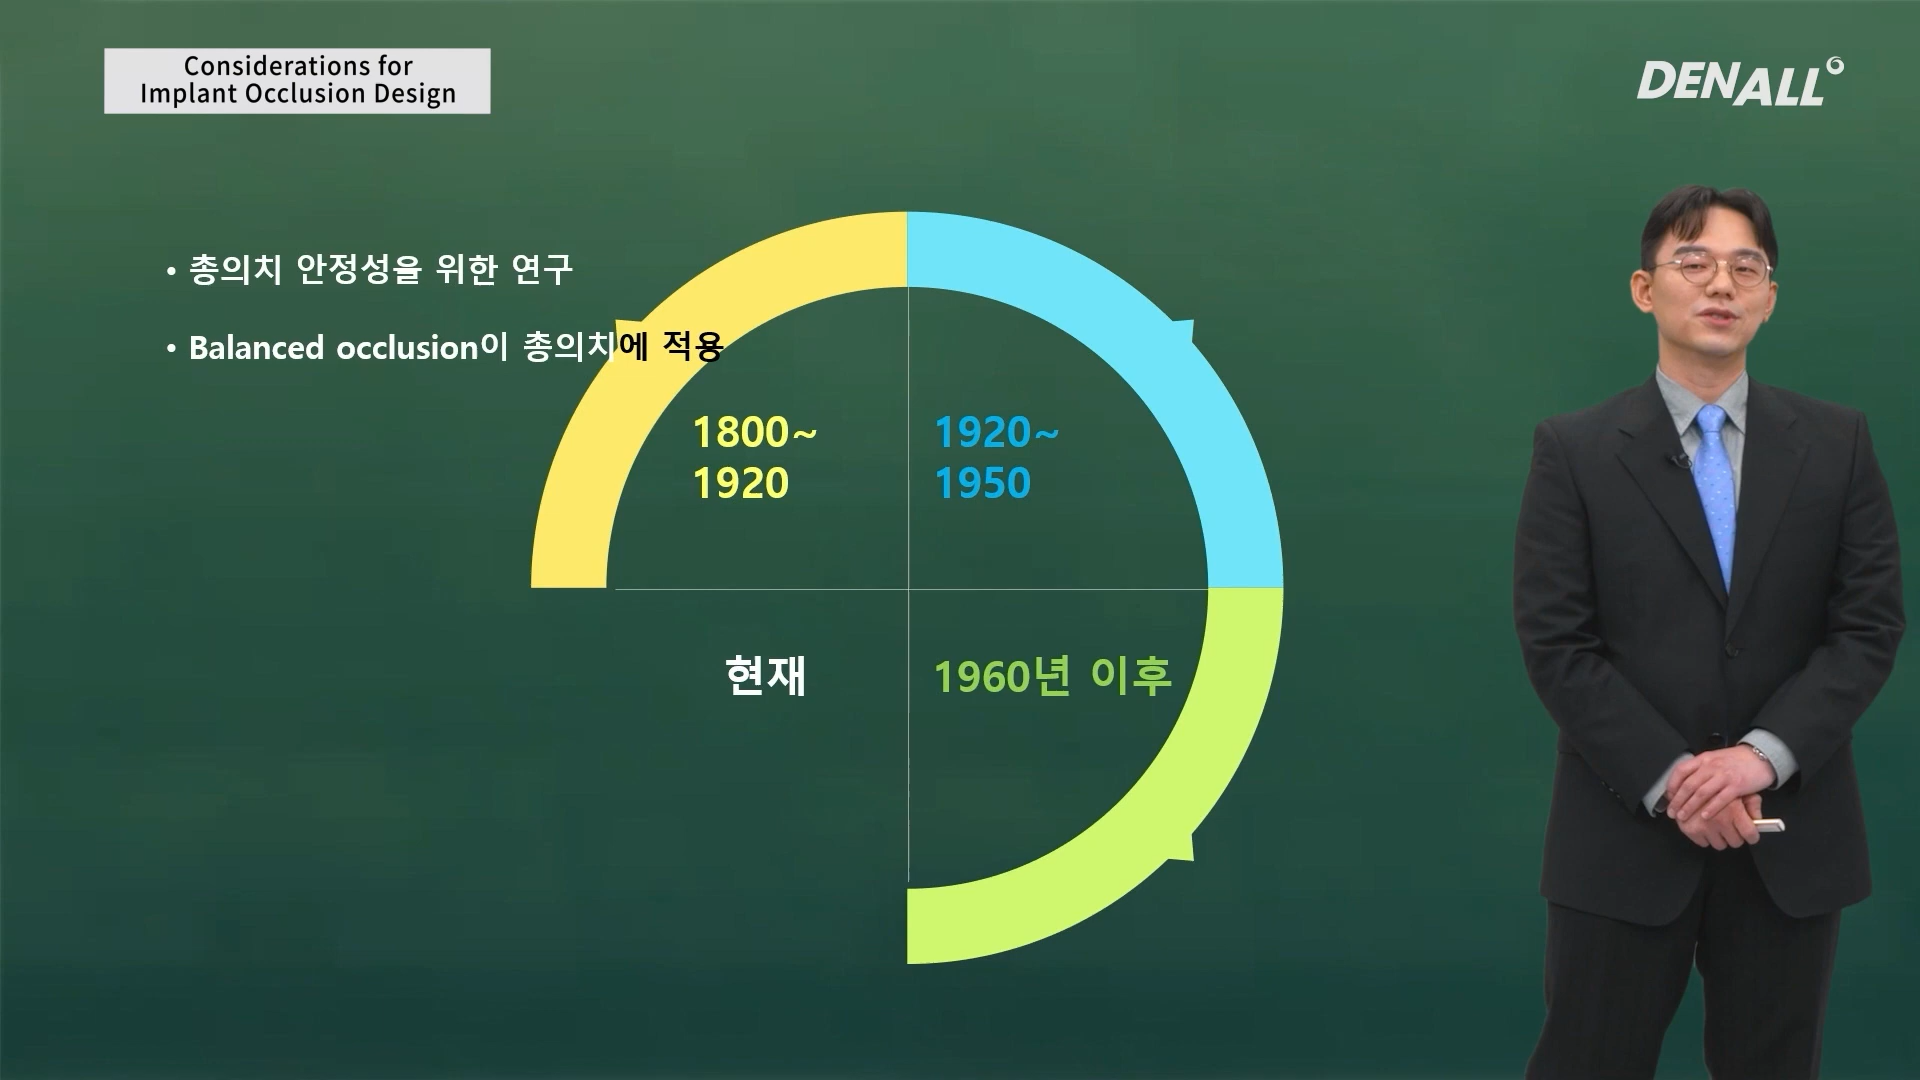 Considerations for
Implant Occlusion Design
DENALL
• 총의치 안정성을 위한 연구
• Balanced occlusion이 총의치에 적용
1800~
1920
1920~
1950
현재
1960년 이후